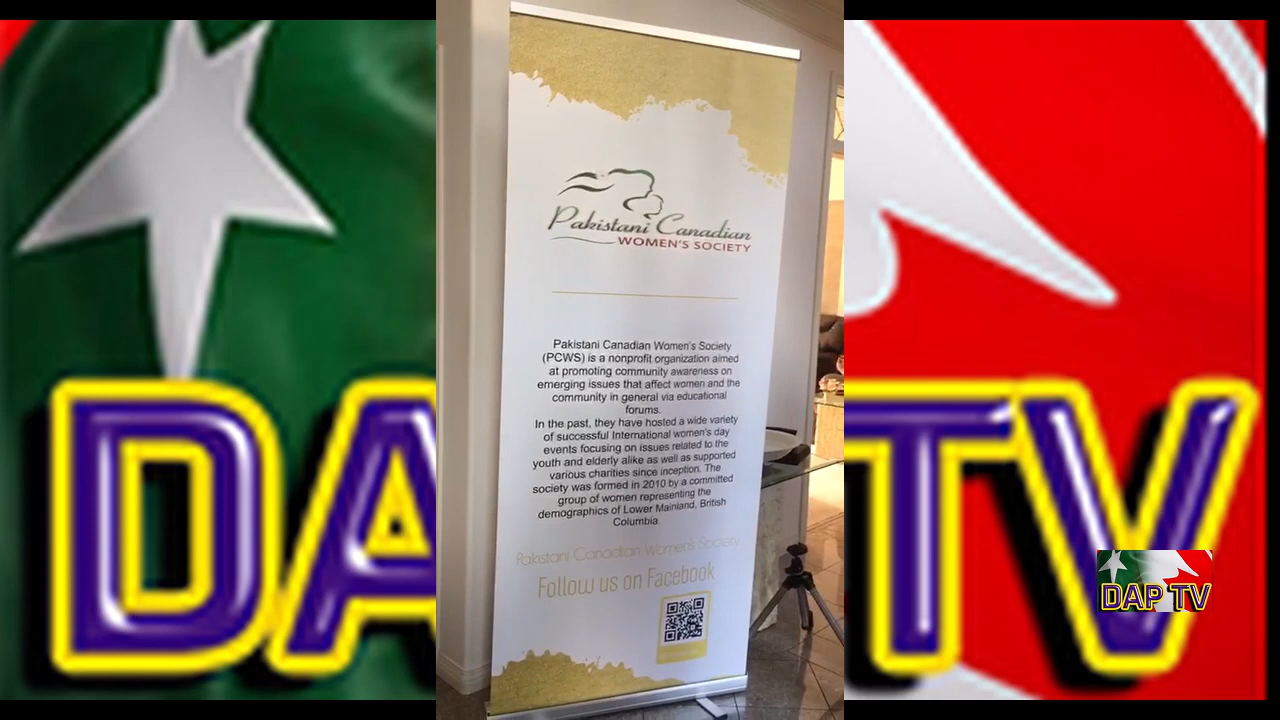 Pakistani Canadian
WOMEN'S SOCIETY
Pakistani Canadian Women's Society
(PCWS) is a nonprofit organization aimed
at promoting community awareness on
emerging issues that affect women and the
community in general via educational
forums.
In the past, they have hosted a wide variety
of successful International women's day
events focusing on issues related to the
youth and elderly alike as well as supported
various charities since inception. The
society was formed in 2010 by a committed
group of women representing the
demographics of Lower Mainland, British
Columbia.
Pakistani Canadian Women's Society
Follow us on Facebook
DA TV
DAP TV